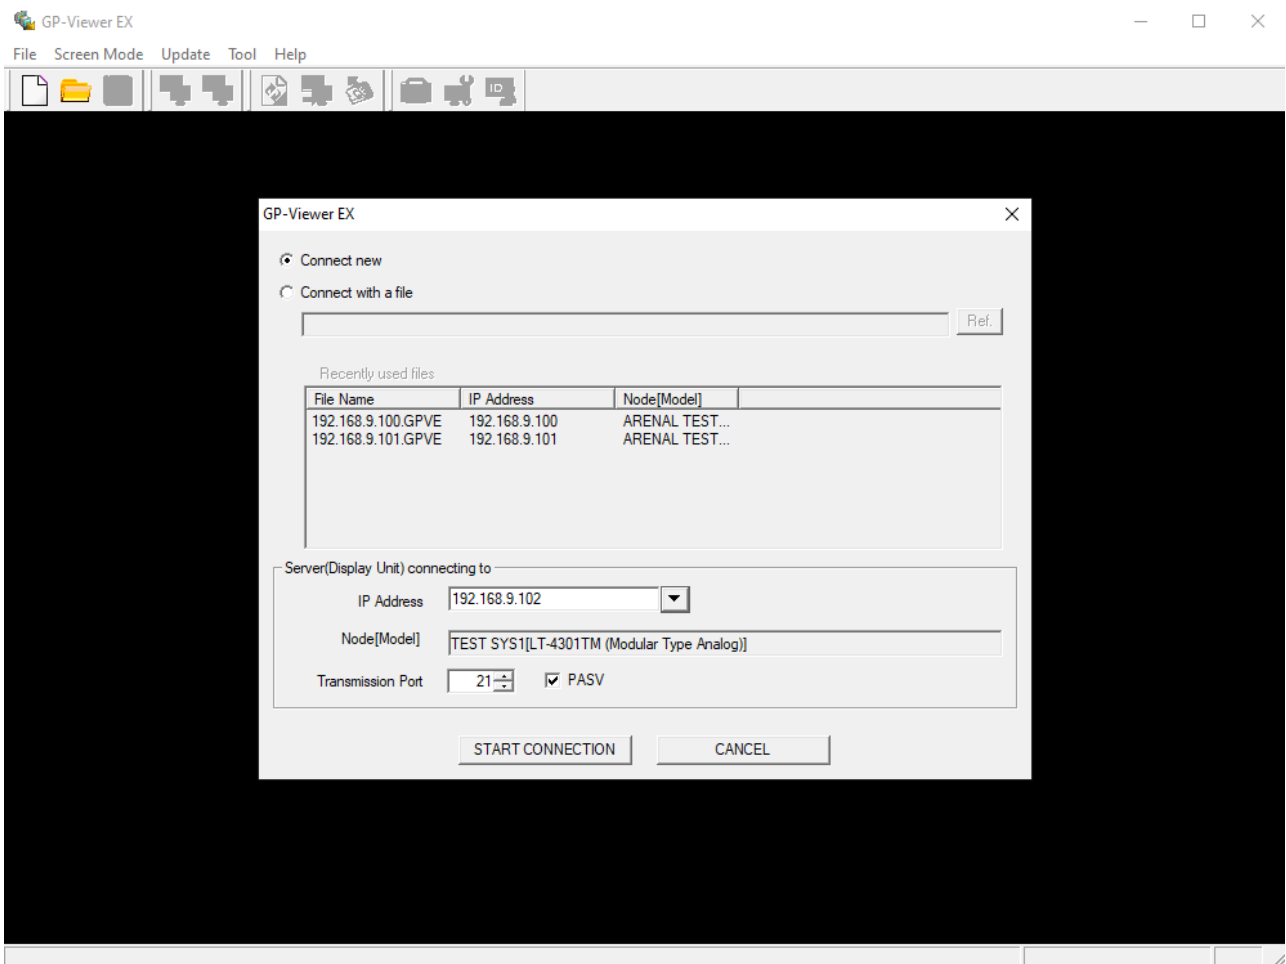 GP-Viewer EX
File Screen Mode Update Tool Help
ID
GP-Viewer EX
Connect new
Connect with a file
Ref.
Recently used files
File Name IP Address Node[Model]
192.168.9.100.GPVE 192.168.9.100 ARENAL TEST...
192.168.9.101.GPVE 192.168.9.101 ARENAL TEST...
Server(Display Unit) connecting to
IP Address 192.168.9.102
Node[Model] TEST SYS1[LT-4301TM (Modular Type Analog)]
Transmission Port 21 PASV
START CONNECTION CANCEL